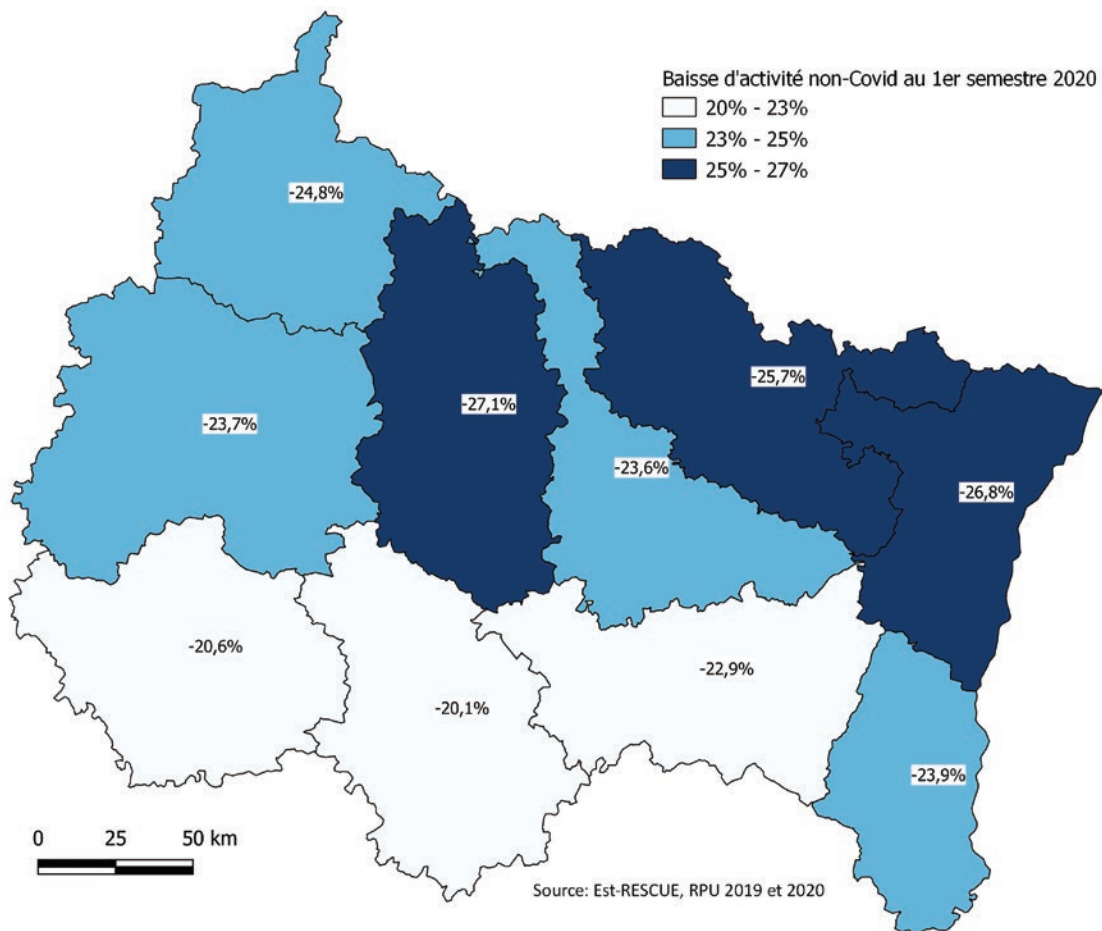 Baisse d'activité non-Covid au 1er semestre 2020
20% - 23%
23% - 25%
25% - 27%
-24,8%
-25,7%
-27,1%
-23,7%
-23,6%
-26,8%
-20,6%
-22,9%
-20,1%
-23,9%
0 25 50 km
Source: Est-RESCUE, RPU 2019 et 2020